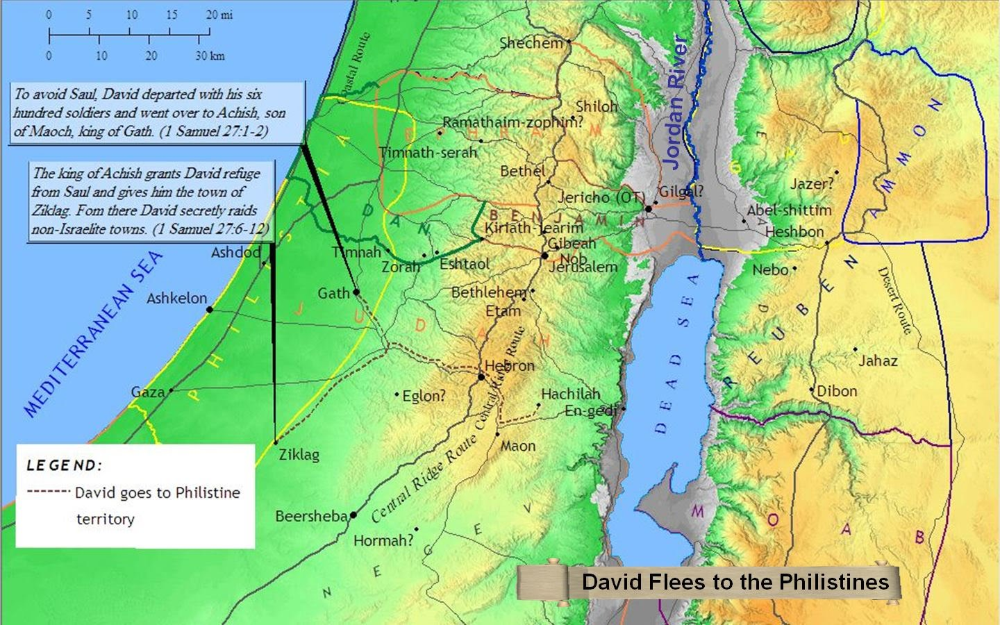 0 5 10 15 20 mi
0 10 20 30 km
To avoid Saul, David departed with his six
hundred soldiers and went over to Achish, son
of Maoch, king of Gath. (1 Samuel 27:1-2)
The king of Achish grants David refuge
from Saul and gives him the town of
Ziklag. Fom there David secretly raids
non-Israelite towns. (1 Samuel 27:6-12)
MEDITERRANEAN SEA
PHILISTIA
Shechem
Jordan River
Shiloh
Ramathaim-zophim?
Timnath-serah
Bethel
Jericho (OT)
Gilgal?
DAN
BENJAMIN
Kiriath-Jearim
Gibeah
Nob
Jerusalem
Ashdod
Timnah
Zorah
Eshtaol
Ashkelon
Gath
Bethlehem
Etam
JUDAH
Hebron
Gaza
Eglon?
Hachilah
En-gedi
Maon
Ziklag
Central Ridge Route
Central Ridge Route
Beersheba
Hormah?
NEGEV
DEAD SEA
GAD
AMMON
Jazer?
Abel-shittim
Heshbon
Nebo
REUBEN
Desert Route
Jahaz
Dibon
MOAB
LEGEND:
David goes to Philistine
territory
David Flees to the Philistines